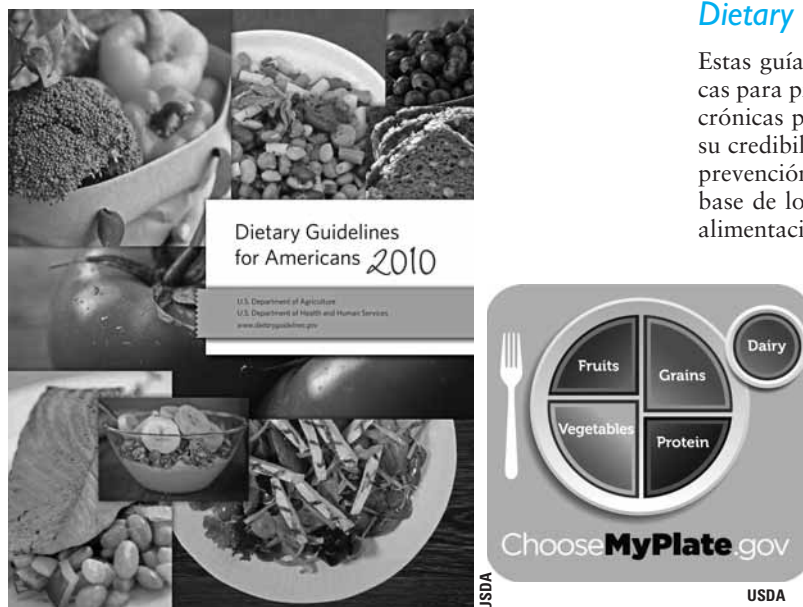 Dietary
Estas guía
cas para p
crónicas p
su credibil
prevención
base de lo
alimentaci
Dietary Guidelines
for Americans 2010
U.S. Department of Agriculture
U.S. Department of Health and Human Services
www.dietaryguidelines.gov
Fruits
Grains
Dairy
Vegetables
Protein
ChooseMyPlate.gov
USDA
USDA